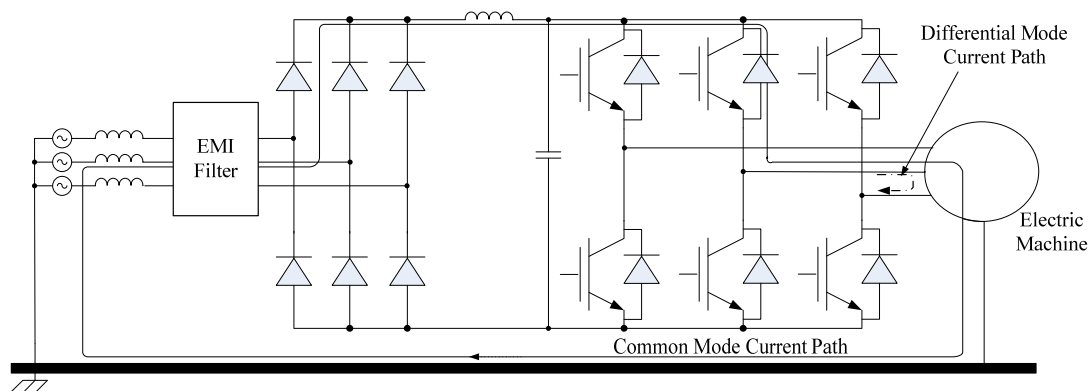 Differential Mode
Current Path
EMI
Filter
Electric
Machine
Common Mode Current Path